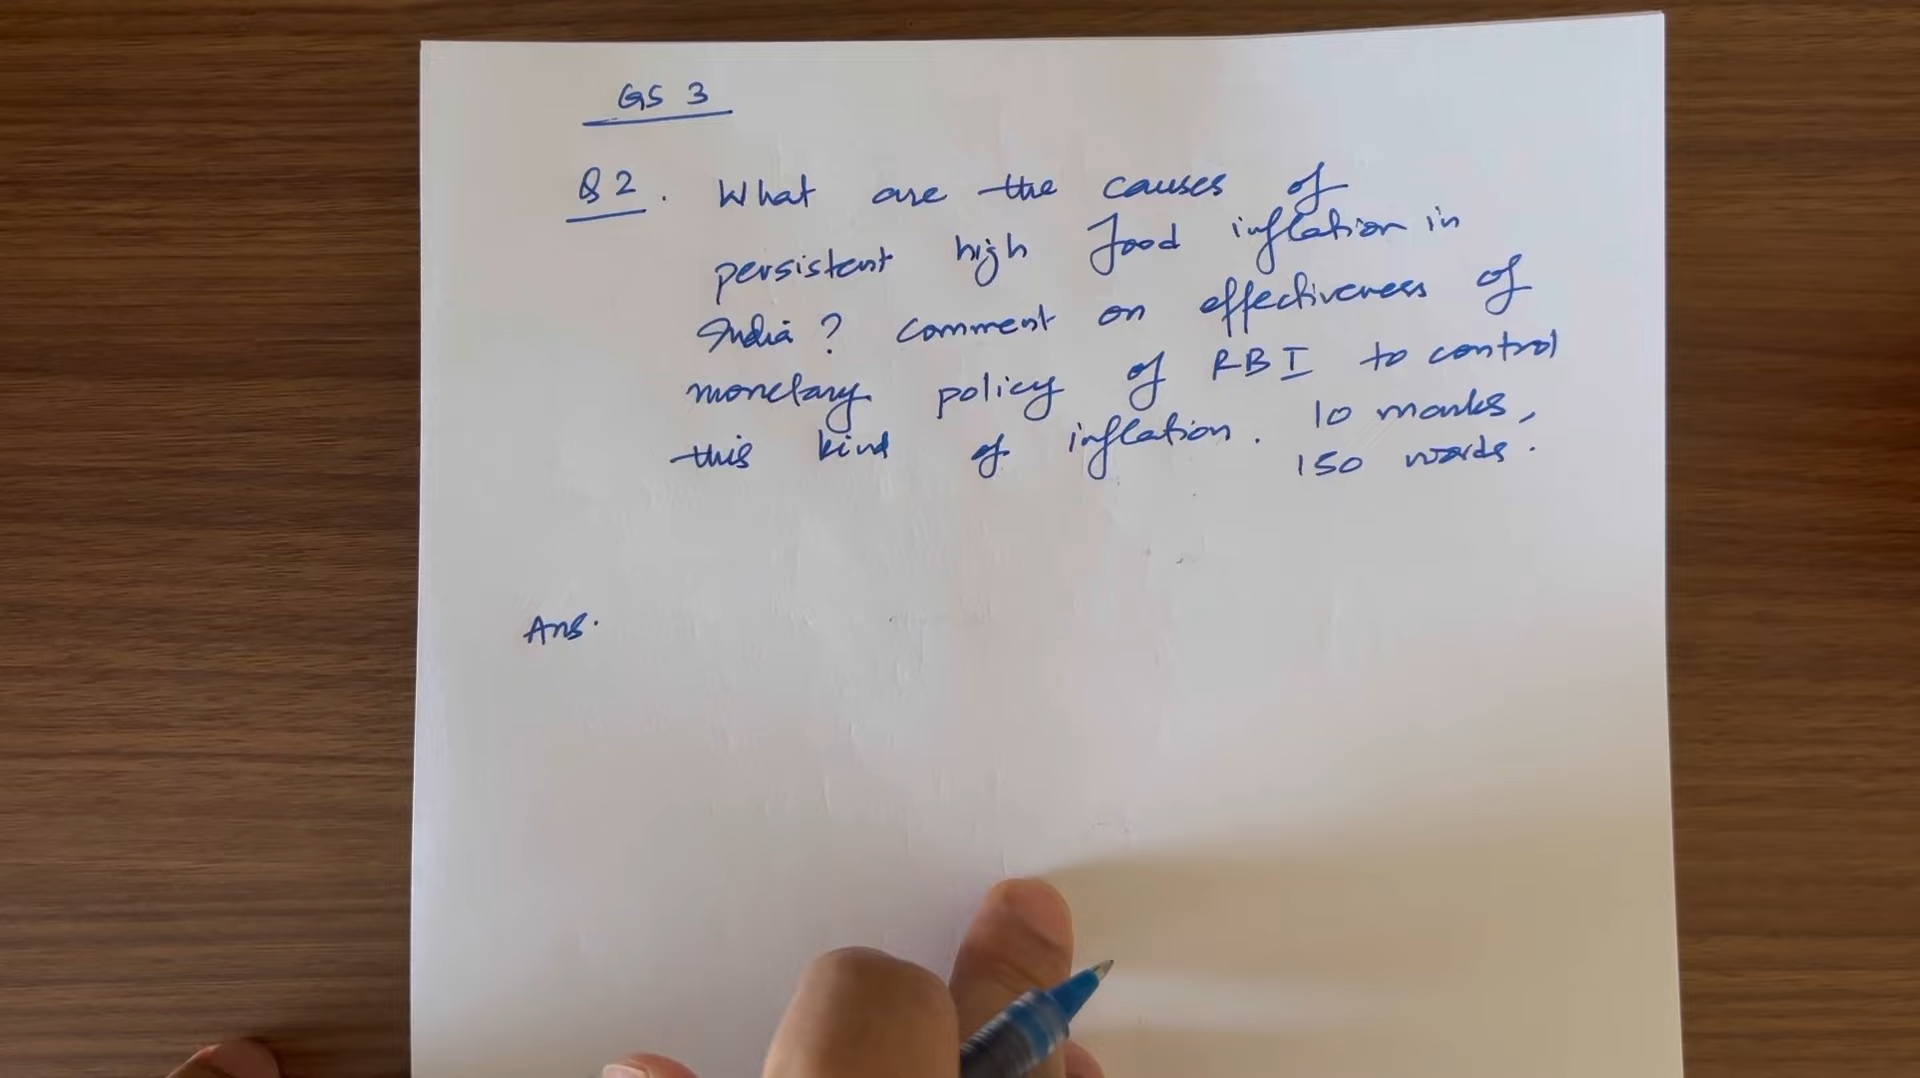 GS 3
Q2. What are the causes of
persistent high food inflation in
India ? Comment on effectiveness of
monetary policy of RBI to control
this kind of inflation. 10 marks,
150 words.
Ans.